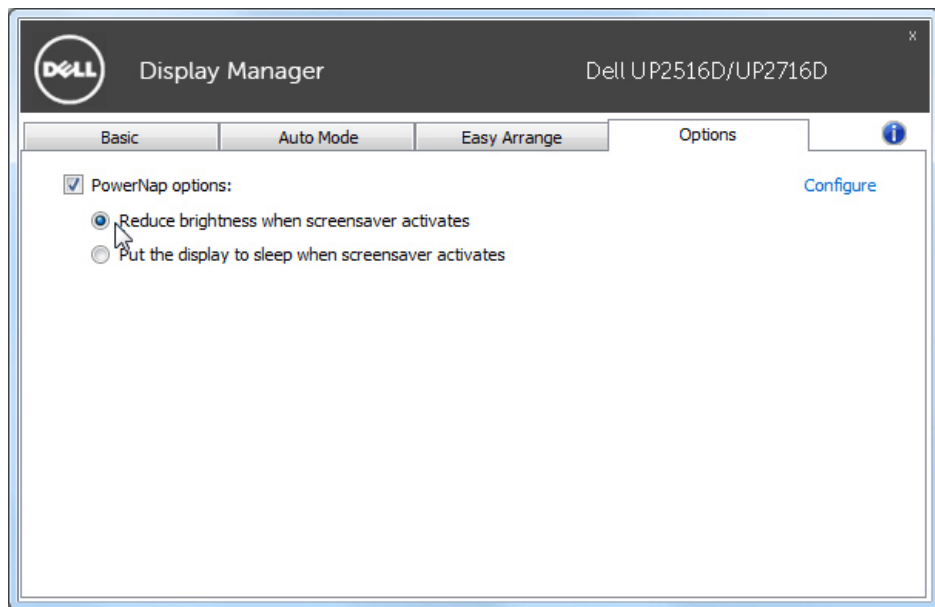 DELL
Display Manager
Dell UP2516D/UP2716D
x
Basic
Auto Mode
Easy Arrange
Options
i
PowerNap options:
Configure
Reduce brightness when screensaver activates
Put the display to sleep when screensaver activates